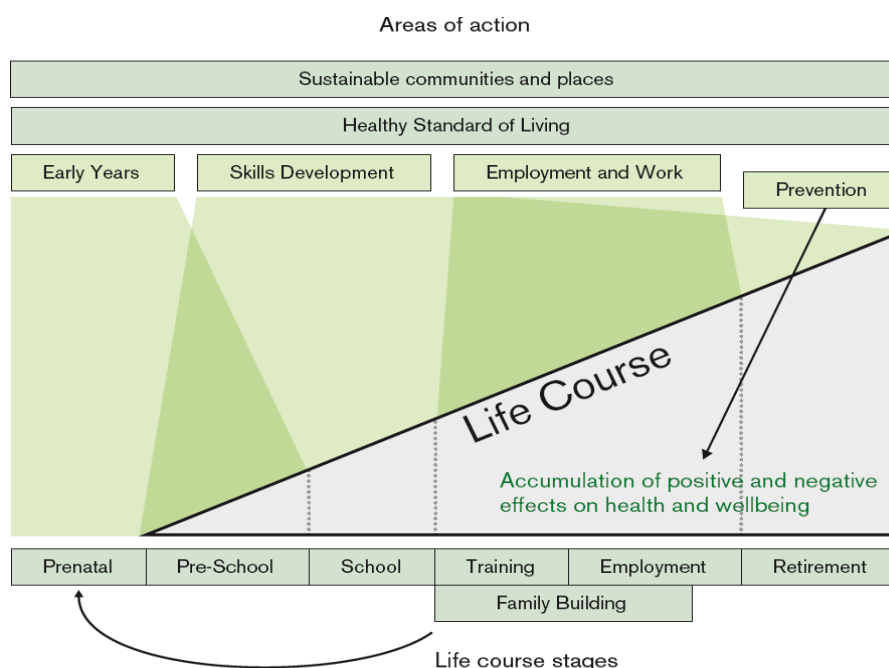 Areas of action
Sustainable communities and places
Healthy Standard of Living
Early Years
Skills Development
Employment and Work
Prevention
Life Course
Accumulation of positive and negative
effects on health and wellbeing
Prenatal
Pre-School
School
Training
Employment
Retirement
Family Building
Life course stages